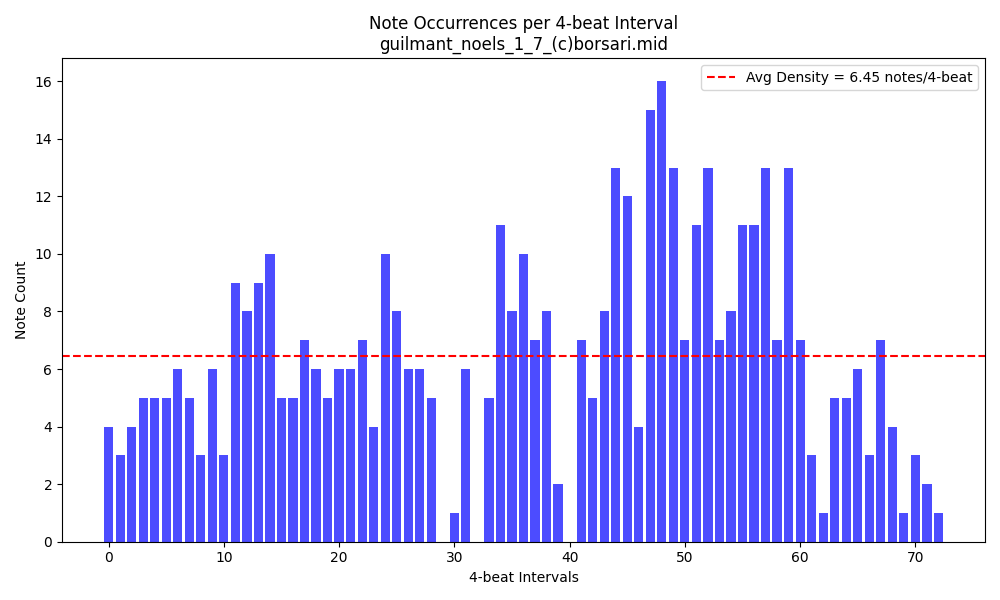 Note Occurrences per 4-beat Interval
guilmant_noels_1_7_(c)borsari.mid
Avg Density = 6.45 notes/4-beat
16
14
12
10
8
6
4
2
0
Note Count
0 10 20 30 40 50 60 70
4-beat Intervals